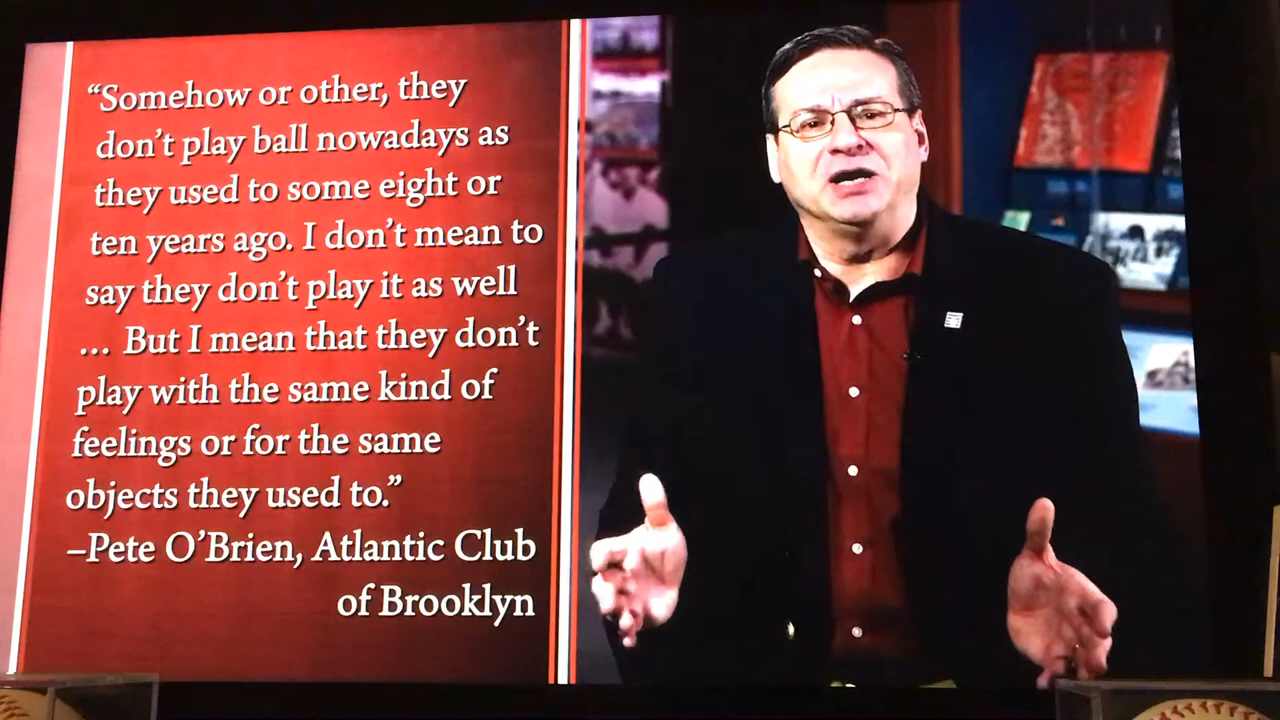 “Somehow or other, they
don’t play ball nowadays as
they used to some eight or
ten years ago. I don’t mean to
say they don’t play it as well
... But I mean that they don’t
play with the same kind of
feelings or for the same
objects they used to.”
–Pete O’Brien, Atlantic Club
of Brooklyn